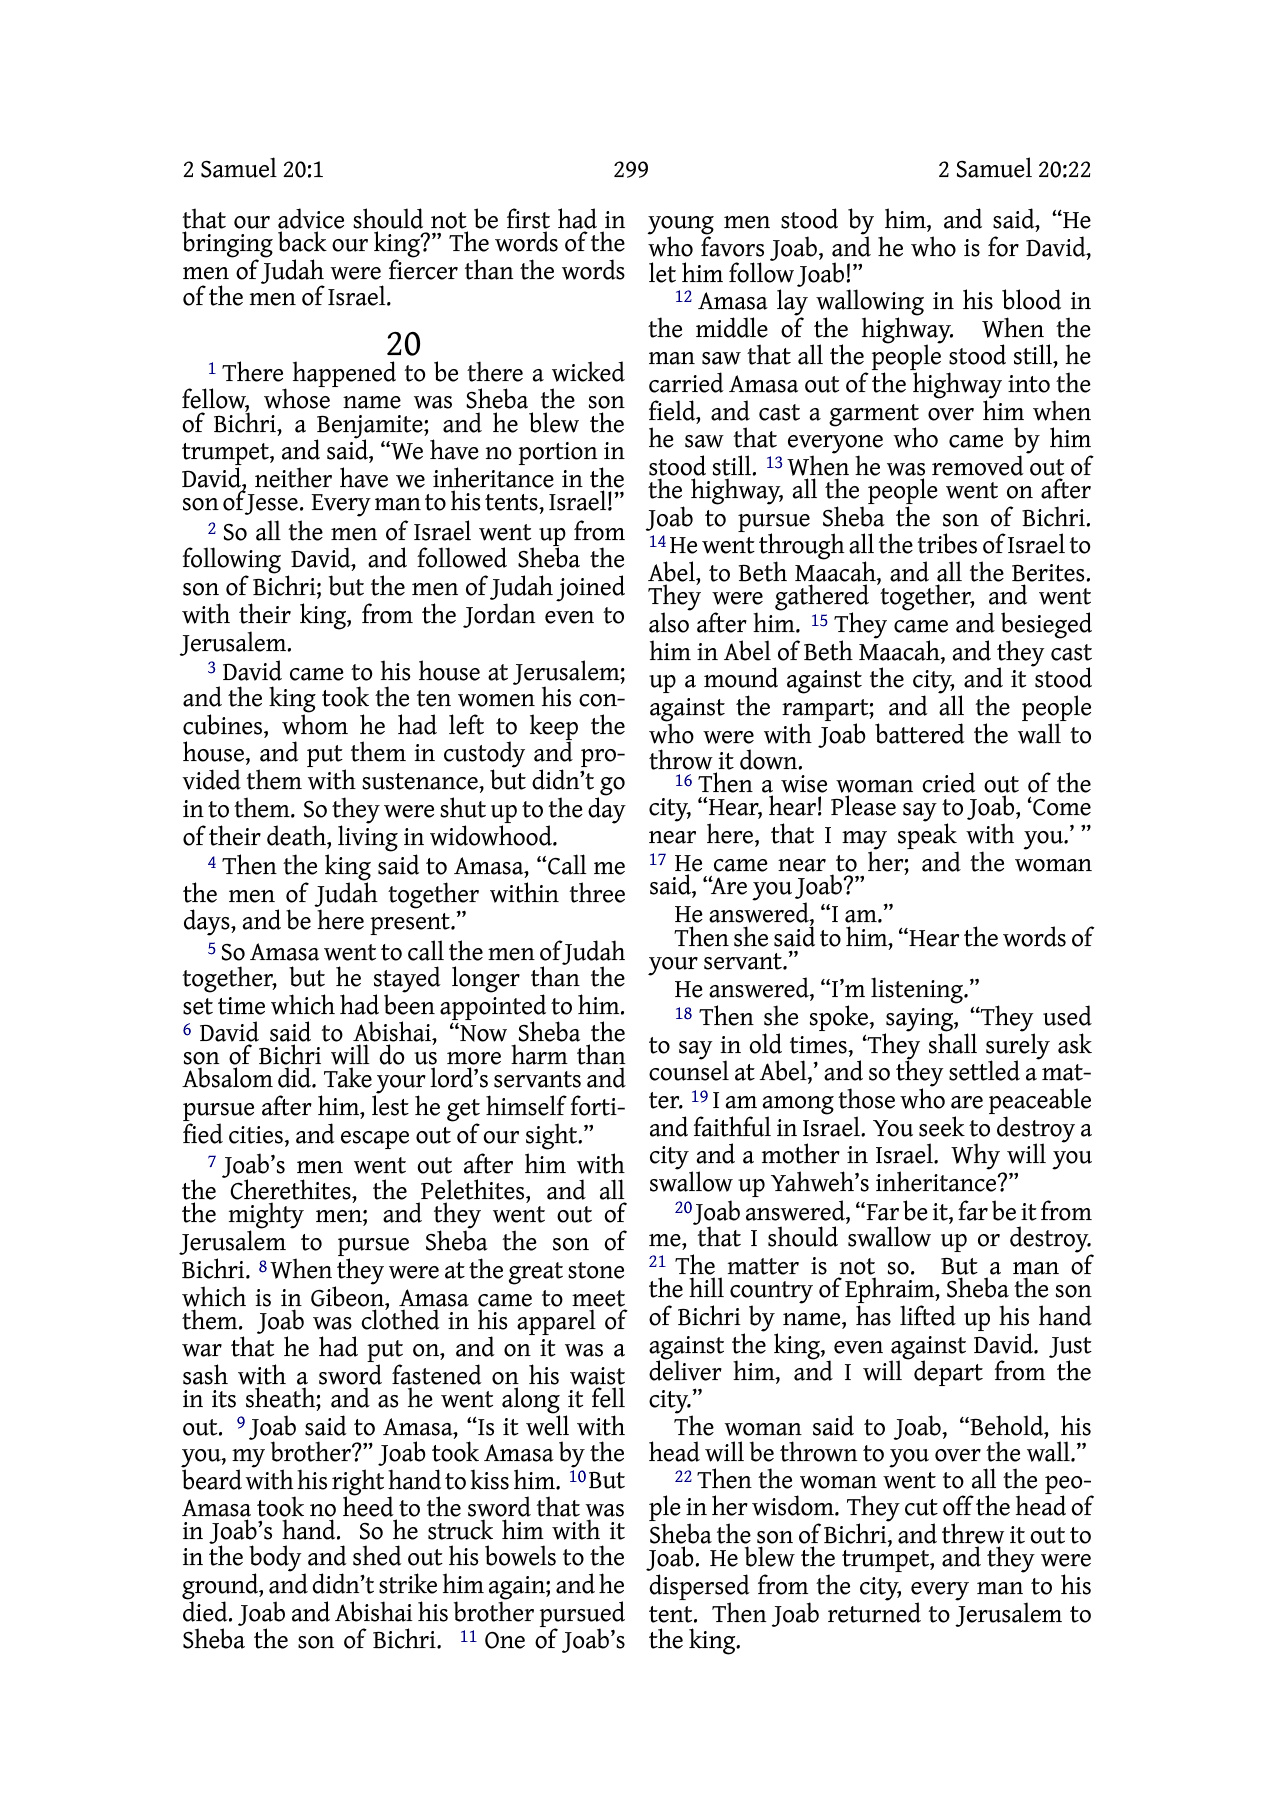 2 Samuel 20:1 299 2 Samuel 20:22
that our advice should not be first had in
bringing back our king?” The words of the
men of Judah were fiercer than the words
of the men of Israel.
20
1 There happened to be there a wicked
fellow, whose name was Sheba the son
of Bichri, a Benjamite; and he blew the
trumpet, and said, “We have no portion in
David, neither have we inheritance in the
son of Jesse. Every man to his tents, Israel!”
2 So all the men of Israel went up from
following David, and followed Sheba the
son of Bichri; but the men of Judah joined
with their king, from the Jordan even to
Jerusalem.
3 David came to his house at Jerusalem;
and the king took the ten women his con-
cubines, whom he had left to keep the
house, and put them in custody and pro-
vided them with sustenance, but didn’t go
in to them. So they were shut up to the day
of their death, living in widowhood.
4 Then the king said to Amasa, “Call me
the men of Judah together within three
days, and be here present.”
5 So Amasa went to call the men of Judah
together, but he stayed longer than the
set time which had been appointed to him.
6 David said to Abishai, “Now Sheba the
son of Bichri will do us more harm than
Absalom did. Take your lord’s servants and
pursue after him, lest he get himself forti-
fied cities, and escape out of our sight.”
7 Joab’s men went out after him with
the Cherethites, the Pelethites, and all
the mighty men; and they went out of
Jerusalem to pursue Sheba the son of
Bichri. 8 When they were at the great stone
which is in Gibeon, Amasa came to meet
them. Joab was clothed in his apparel of
war that he had put on, and on it was a
sash with a sword fastened on his waist
in its sheath; and as he went along it fell
out. 9 Joab said to Amasa, “Is it well with
you, my brother?” Joab took Amasa by the
beard with his right hand to kiss him. 10 But
Amasa took no heed to the sword that was
in Joab’s hand. So he struck him with it
in the body and shed out his bowels to the
ground, and didn’t strike him again; and he
died. Joab and Abishai his brother pursued
Sheba the son of Bichri. 11 One of Joab’s
young men stood by him, and said, “He
who favors Joab, and he who is for David,
let him follow Joab!”
12 Amasa lay wallowing in his blood in
the middle of the highway. When the
man saw that all the people stood still, he
carried Amasa out of the highway into the
field, and cast a garment over him when
he saw that everyone who came by him
stood still. 13 When he was removed out of
the highway, all the people went on after
Joab to pursue Sheba the son of Bichri.
14 He went through all the tribes of Israel to
Abel, to Beth Maacah, and all the Berites.
They were gathered together, and went
also after him. 15 They came and besieged
him in Abel of Beth Maacah, and they cast
up a mound against the city, and it stood
against the rampart; and all the people
who were with Joab battered the wall to
throw it down.
16 Then a wise woman cried out of the
city, “Hear, hear! Please say to Joab, ‘Come
near here, that I may speak with you.’ ”
17 He came near to her; and the woman
said, “Are you Joab?”
He answered, “I am.”
Then she said to him, “Hear the words of
your servant.”
He answered, “I’m listening.”
18 Then she spoke, saying, “They used
to say in old times, ‘They shall surely ask
counsel at Abel,’ and so they settled a mat-
ter. 19 I am among those who are peaceable
and faithful in Israel. You seek to destroy a
city and a mother in Israel. Why will you
swallow up Yahweh’s inheritance?”
20 Joab answered, “Far be it, far be it from
me, that I should swallow up or destroy.
21 The matter is not so. But a man of
the hill country of Ephraim, Sheba the son
of Bichri by name, has lifted up his hand
against the king, even against David. Just
deliver him, and I will depart from the
city.”
The woman said to Joab, “Behold, his
head will be thrown to you over the wall.”
22 Then the woman went to all the peo-
ple in her wisdom. They cut off the head of
Sheba the son of Bichri, and threw it out to
Joab. He blew the trumpet, and they were
dispersed from the city, every man to his
tent. Then Joab returned to Jerusalem to
the king.